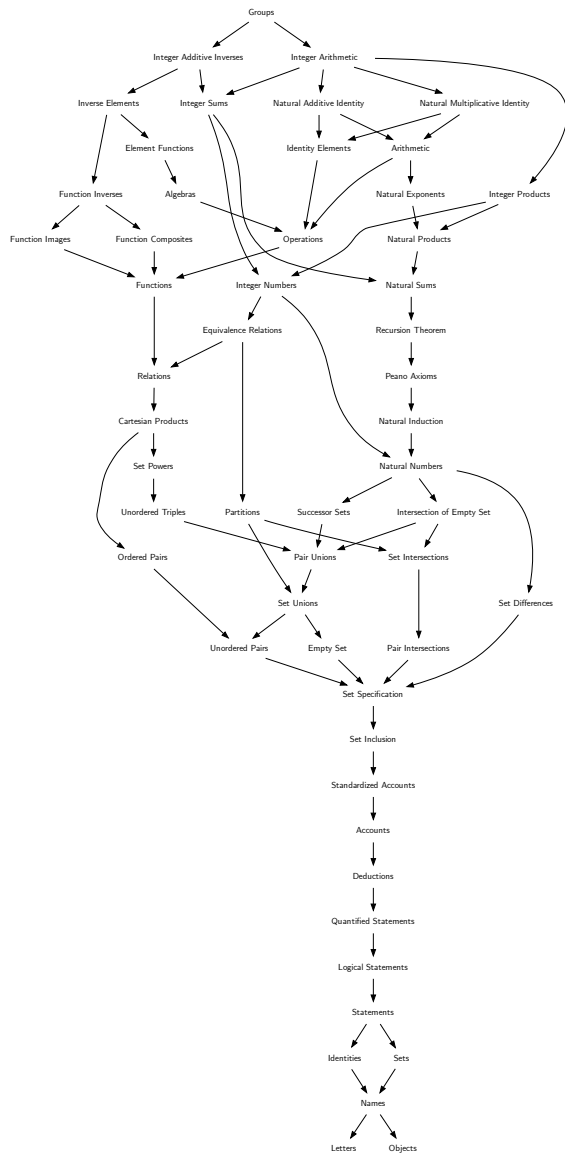 Groups
Integer Additive Inverses
Integer Arithmetic
Inverse Elements
Integer Sums
Natural Additive Identity
Natural Multiplicative Identity
Element Functions
Identity Elements
Arithmetic
Function Inverses
Algebras
Natural Exponents
Integer Products
Function Images
Function Composites
Operations
Natural Products
Functions
Integer Numbers
Natural Sums
Equivalence Relations
Recursion Theorem
Relations
Peano Axioms
Cartesian Products
Natural Induction
Set Powers
Natural Numbers
Unordered Triples
Partitions
Successor Sets
Intersection of Empty Set
Ordered Pairs
Pair Unions
Set Intersections
Set Unions
Set Differences
Unordered Pairs
Empty Set
Pair Intersections
Set Specification
Set Inclusion
Standardized Accounts
Accounts
Deductions
Quantified Statements
Logical Statements
Statements
Identities
Sets
Names
Letters
Objects